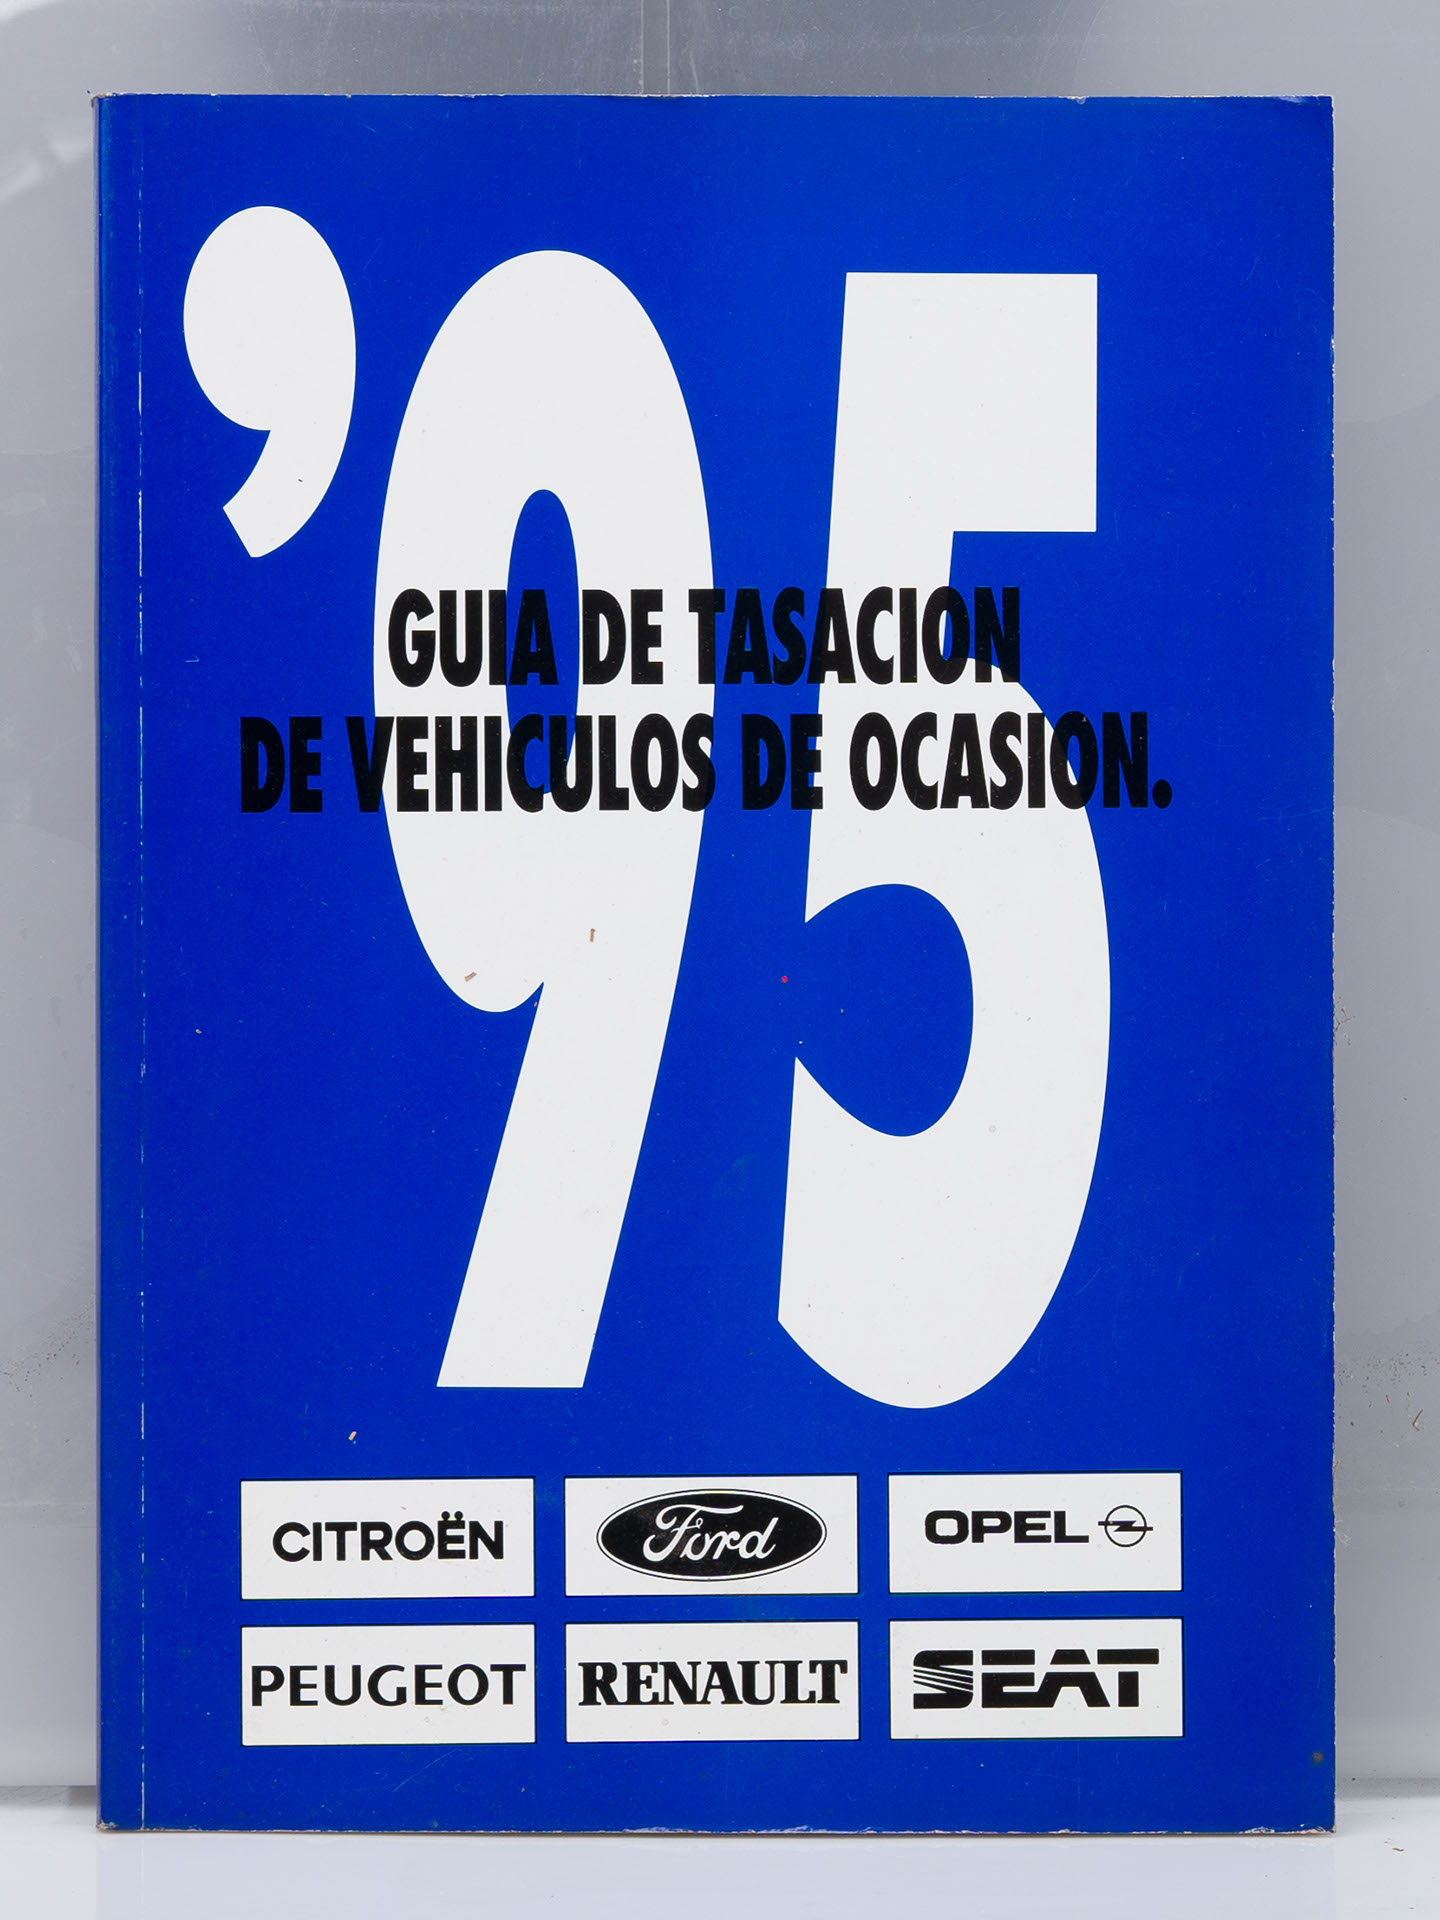 ’95
GUIA DE TASACION
DE VEHICULOS DE OCASION.
CITROËN Ford OPEL
PEUGEOT RENAULT SEAT